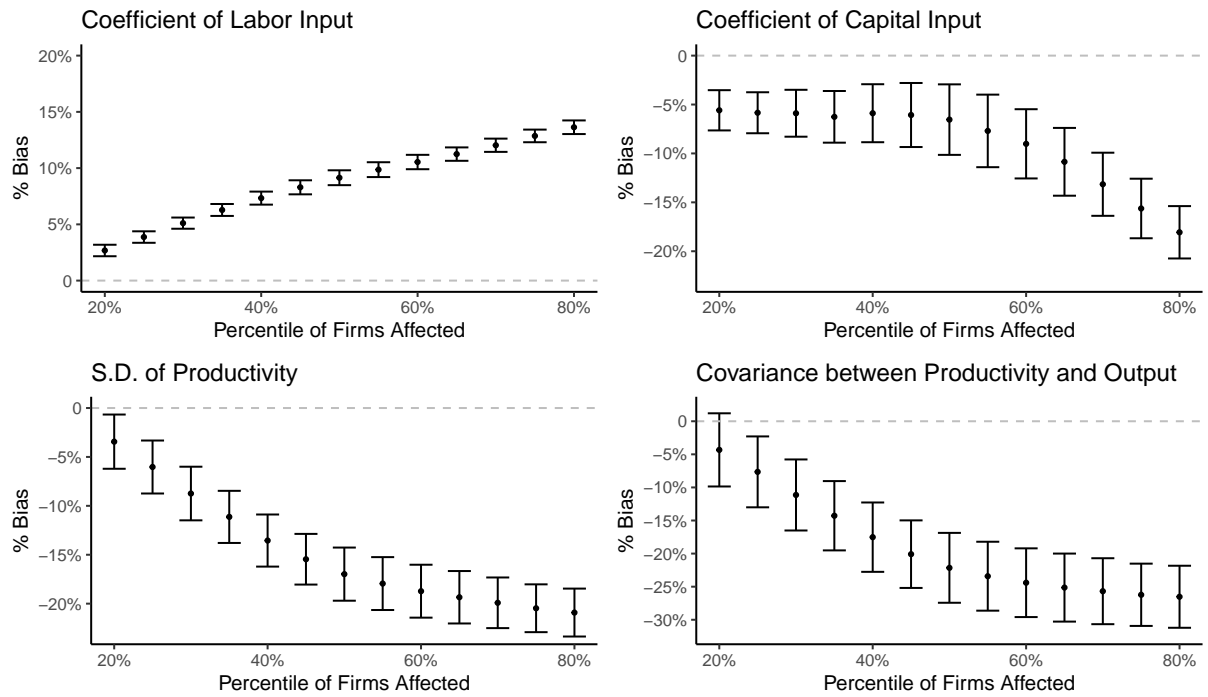 Coefficient of Labor Input
20%
15%
10%
5%
0
% Bias
20% 40% 60% 80%
Percentile of Firms Affected
Coefficient of Capital Input
0
−5%
−10%
−15%
−20%
% Bias
20% 40% 60% 80%
Percentile of Firms Affected
S.D. of Productivity
0
−5%
−10%
−15%
−20%
% Bias
20% 40% 60% 80%
Percentile of Firms Affected
Covariance between Productivity and Output
0
−5%
−10%
−15%
−20%
−25%
−30%
% Bias
20% 40% 60% 80%
Percentile of Firms Affected